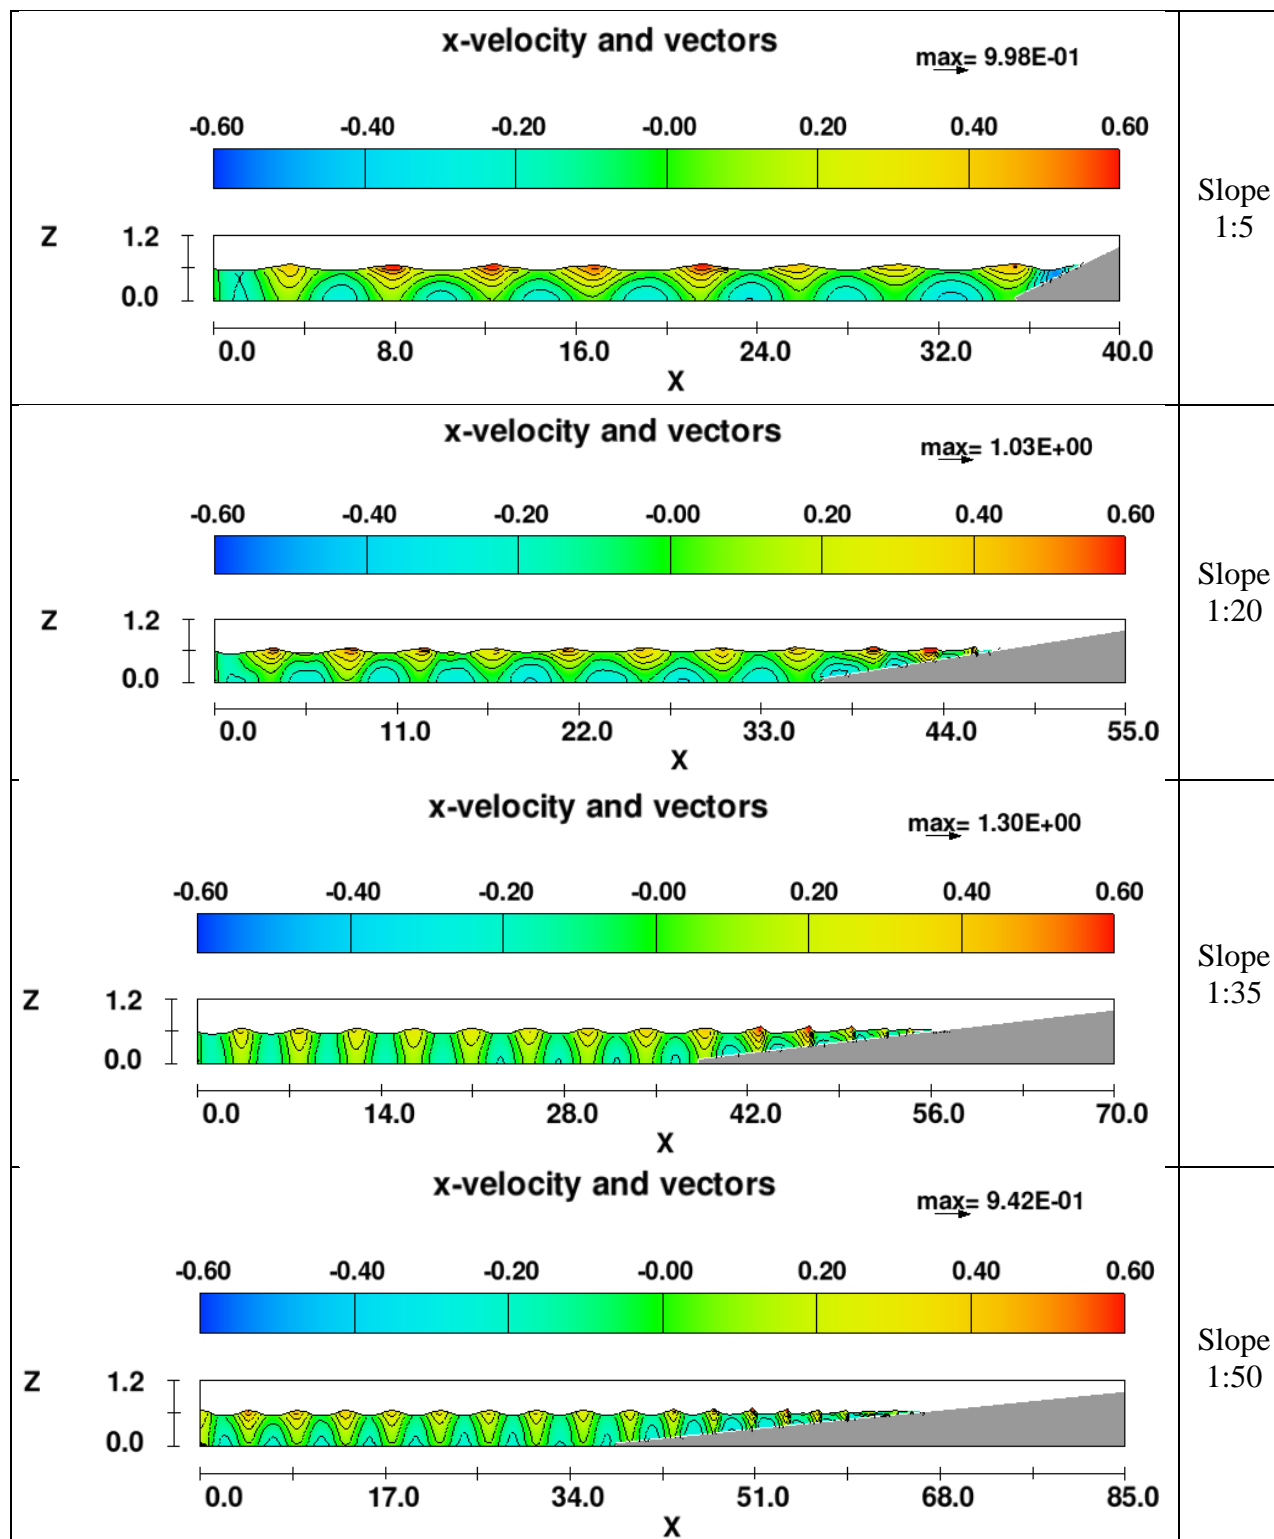 x-velocity and vectors
max= 9.98E-01
-0.60 -0.40 -0.20 -0.00 0.20 0.40 0.60
Z 1.2
0.0
0.0 8.0 16.0 24.0 32.0 40.0
X
Slope
1:5
x-velocity and vectors
max= 1.03E+00
-0.60 -0.40 -0.20 -0.00 0.20 0.40 0.60
Z 1.2
0.0
0.0 11.0 22.0 33.0 44.0 55.0
X
Slope
1:20
x-velocity and vectors
max= 1.30E+00
-0.60 -0.40 -0.20 -0.00 0.20 0.40 0.60
Z 1.2
0.0
0.0 14.0 28.0 42.0 56.0 70.0
X
Slope
1:35
x-velocity and vectors
max= 9.42E-01
-0.60 -0.40 -0.20 -0.00 0.20 0.40 0.60
Z 1.2
0.0
0.0 17.0 34.0 51.0 68.0 85.0
X
Slope
1:50